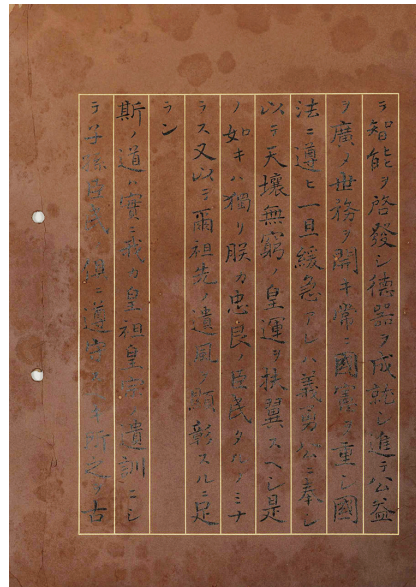 ヲ智能ヲ啓發シ徳器ヲ成就シ進テ公益
ヲ廣メ世務ヲ開キ常ニ國憲ヲ重シ國
法ニ遵ヒ一旦緩急アレハ義勇公ニ奉シ
以テ天壌無窮ノ皇運ヲ扶翼スヘシ是
ノ如キハ獨リ朕カ忠良ノ臣民タルノミナ
ラス又以テ爾祖先ノ遺風ヲ顕彰スルニ足
ラン
斯ノ道ハ實ニ我カ皇祖皇宗ノ遺訓ニシ
テ子孫臣民ノ倶ニ遵守スヘキ所之ヲ古